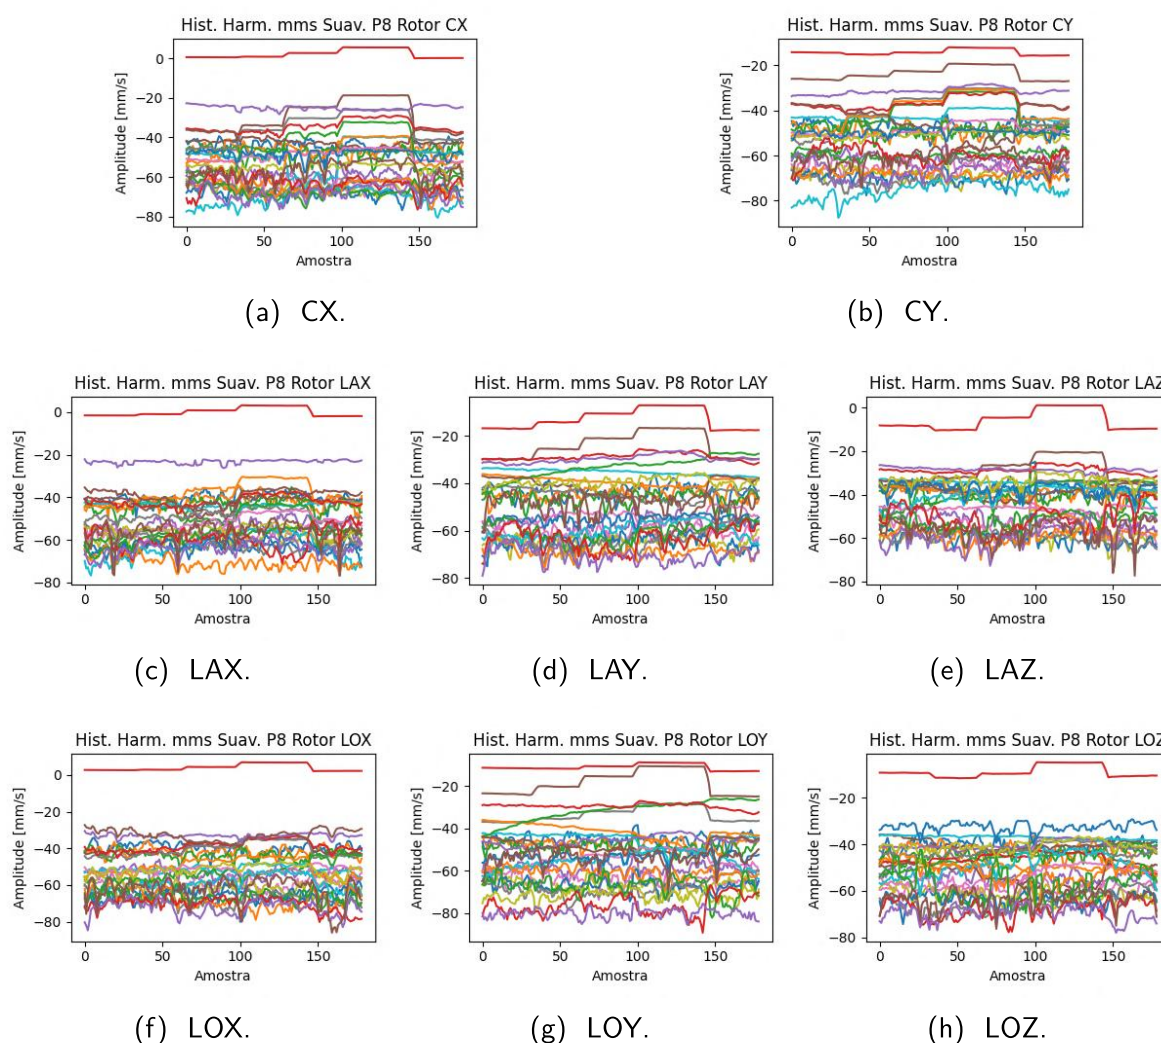 Hist. Harm. mms Suav. P8 Rotor CX
Amplitude [mm/s]
0
−20
−40
−60
−80
0 50 100 150
Amostra
(a) CX.
Hist. Harm. mms Suav. P8 Rotor CY
Amplitude [mm/s]
−20
−40
−60
−80
0 50 100 150
Amostra
(b) CY.
Hist. Harm. mms Suav. P8 Rotor LAX
Amplitude [mm/s]
0
−20
−40
−60
−80
0 50 100 150
Amostra
(c) LAX.
Hist. Harm. mms Suav. P8 Rotor LAY
Amplitude [mm/s]
−20
−40
−60
−80
0 50 100 150
Amostra
(d) LAY.
Hist. Harm. mms Suav. P8 Rotor LAZ
Amplitude [mm/s]
0
−20
−40
−60
−80
0 50 100 150
Amostra
(e) LAZ.
Hist. Harm. mms Suav. P8 Rotor LOX
Amplitude [mm/s]
0
−20
−40
−60
−80
0 50 100 150
Amostra
(f) LOX.
Hist. Harm. mms Suav. P8 Rotor LOY
Amplitude [mm/s]
−20
−40
−60
−80
0 50 100 150
Amostra
(g) LOY.
Hist. Harm. mms Suav. P8 Rotor LOZ
Amplitude [mm/s]
−20
−40
−60
−80
0 50 100 150
Amostra
(h) LOZ.